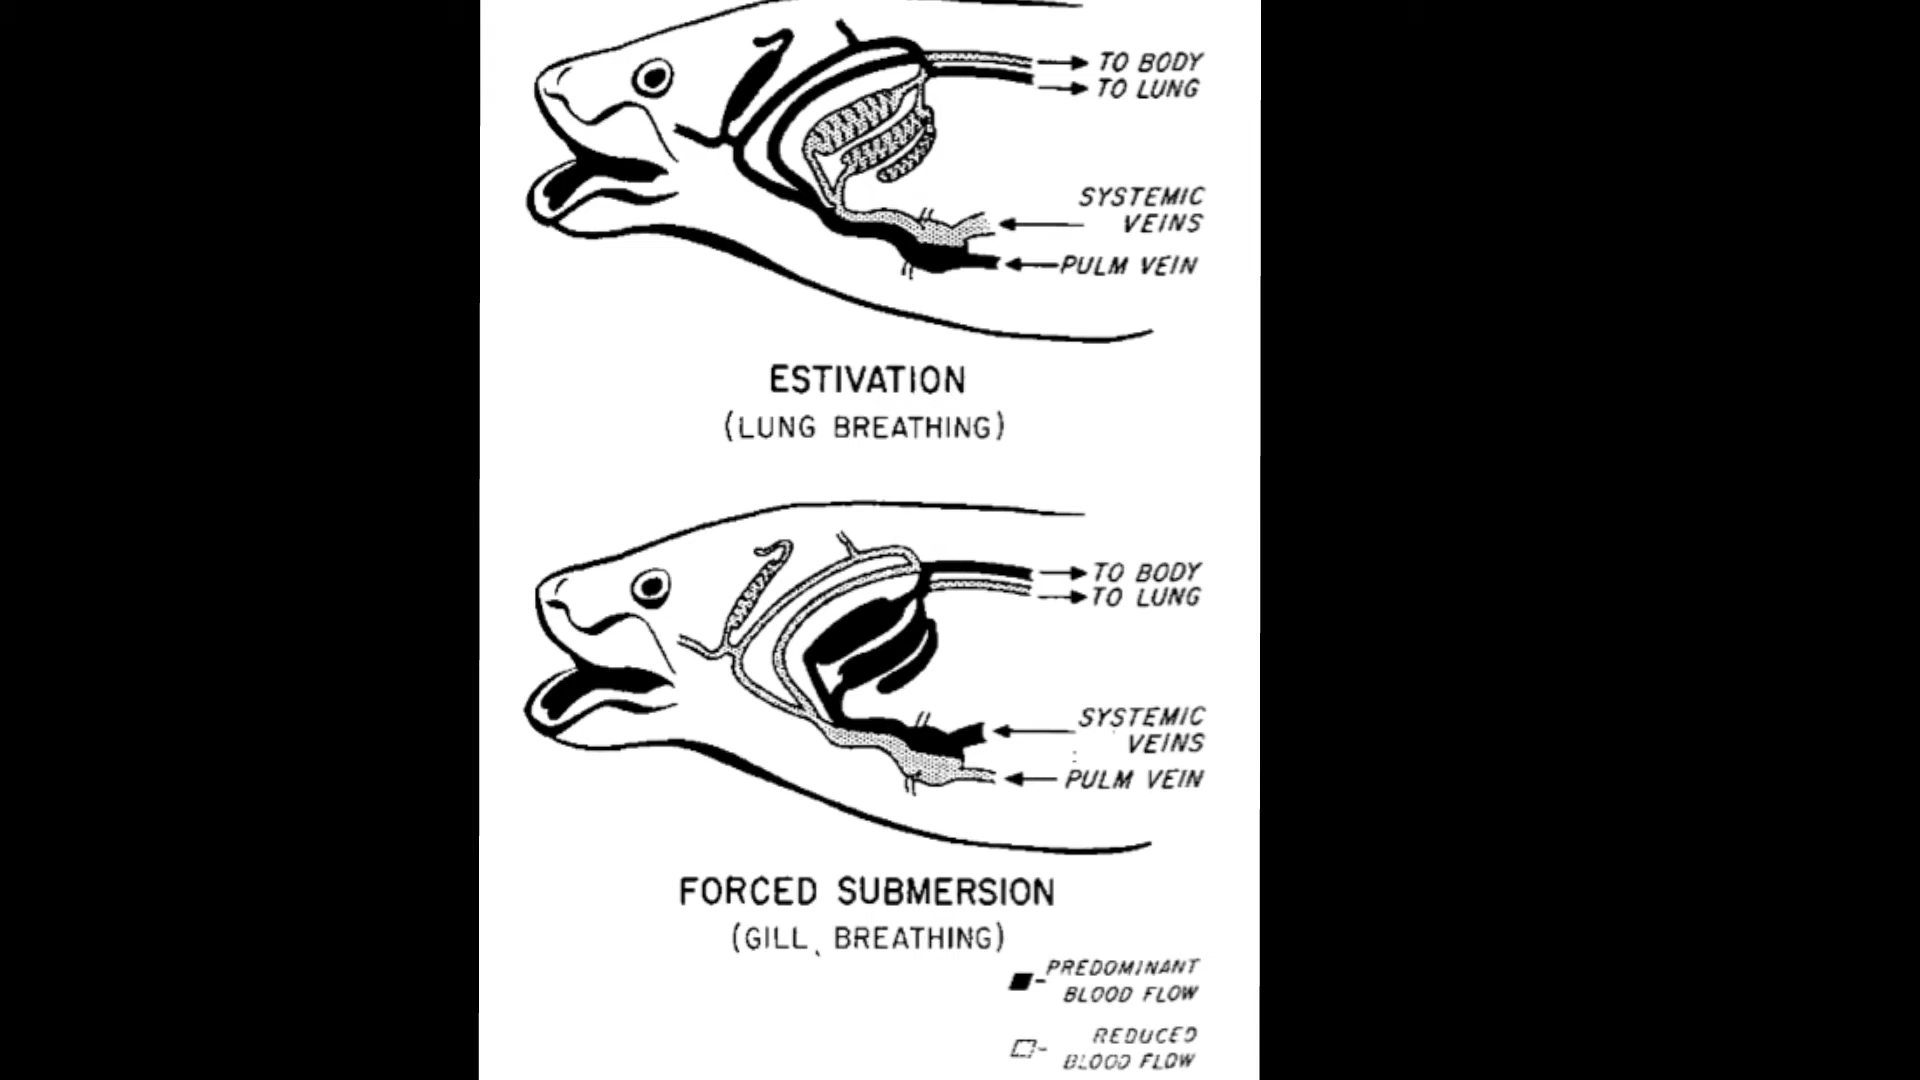 TO BODY
TO LUNG
SYSTEMIC
VEINS
PULM VEIN
ESTIVATION
(LUNG BREATHING)
TO BODY
TO LUNG
SYSTEMIC
VEINS
PULM VEIN
FORCED SUBMERSION
(GILL BREATHING)
PREDOMINANT
BLOOD FLOW
REDUCED
BLOOD FLOW